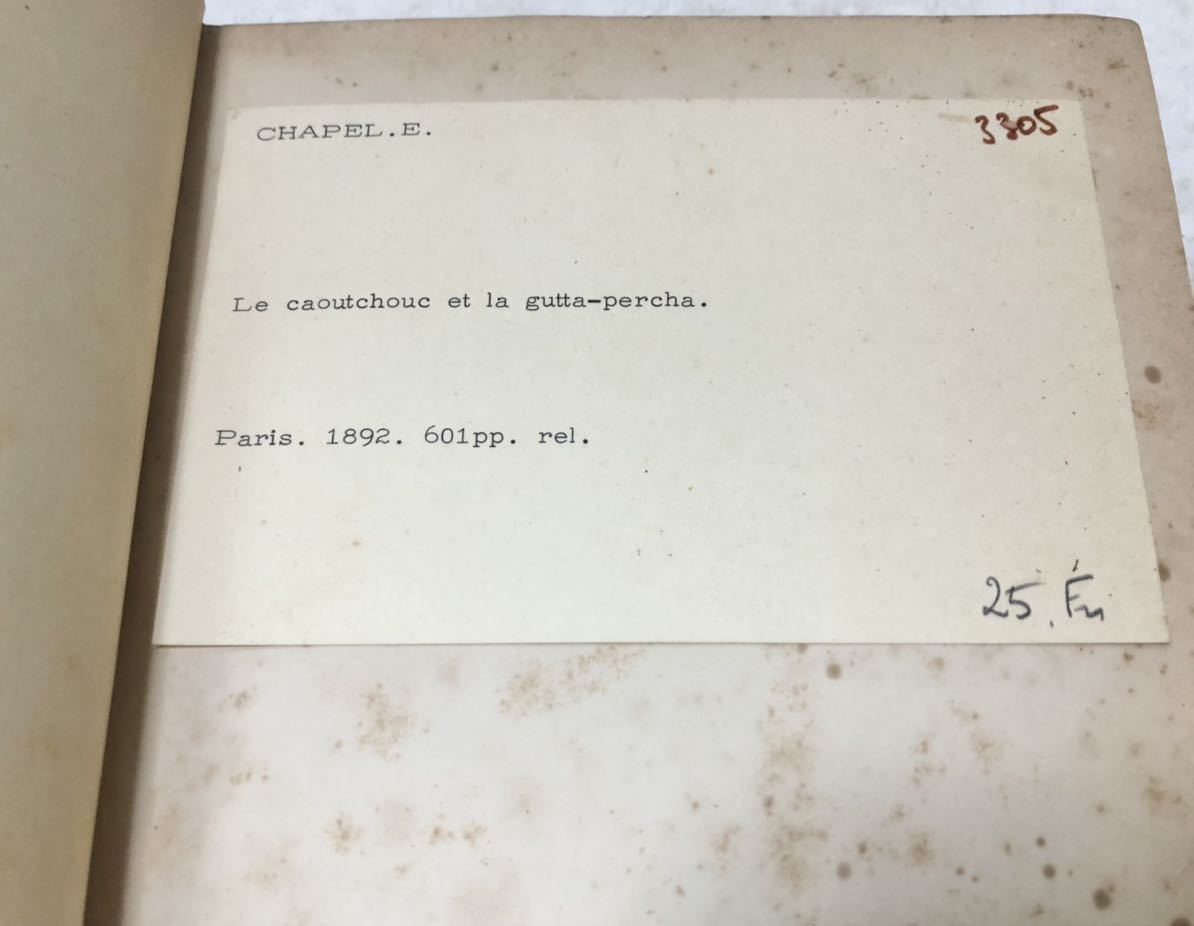 CHAPEL.E.
3305
Le caoutchouc et la gutta-percha.
Paris. 1892. 601pp. rel.
25.